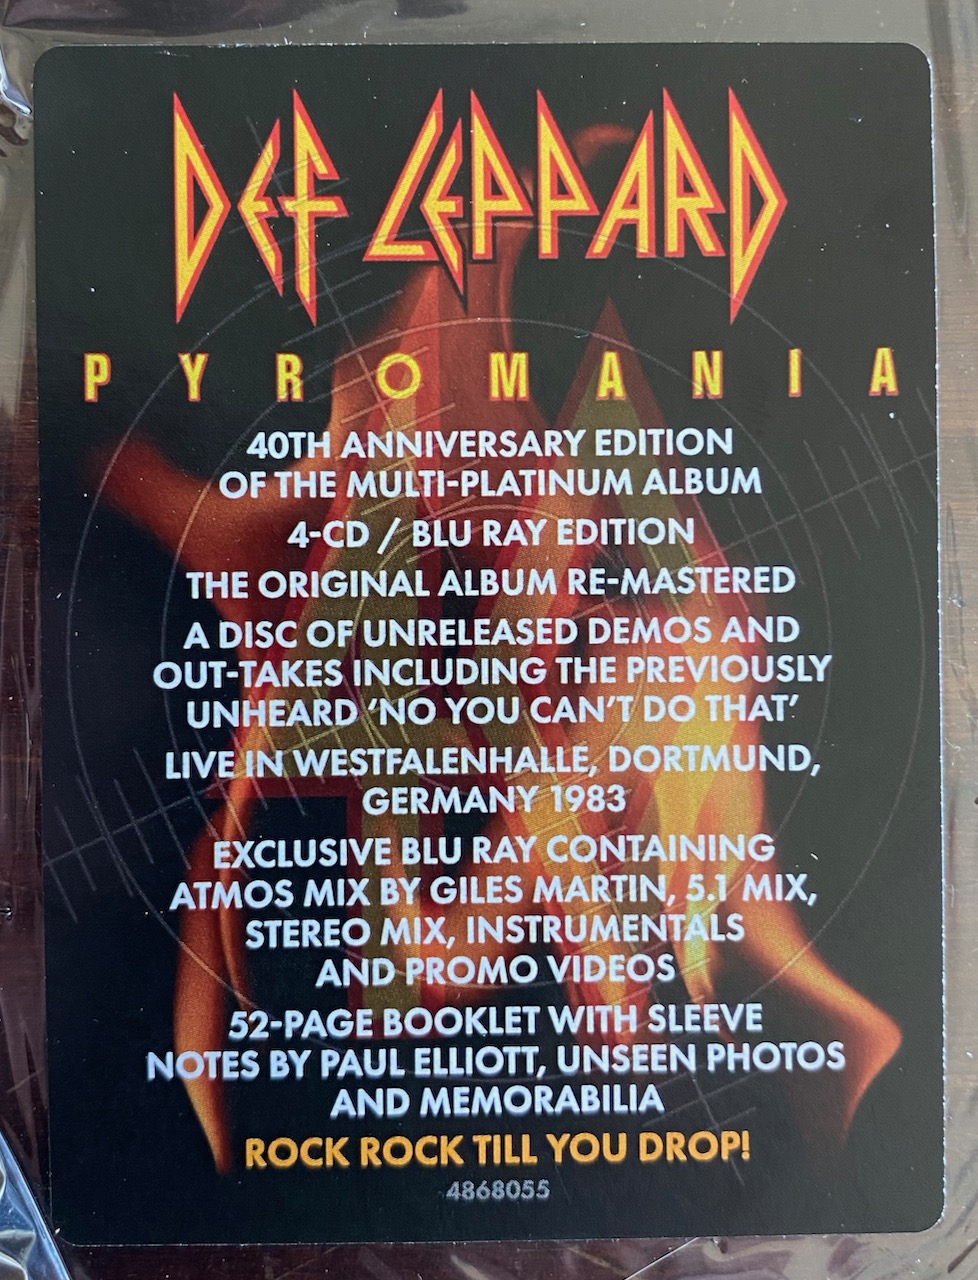 DEF LEPPARD
PYROMANIA
40TH ANNIVERSARY EDITION
OF THE MULTI-PLATINUM ALBUM
4-CD / BLU RAY EDITION
THE ORIGINAL ALBUM RE-MASTERED
A DISC OF UNRELEASED DEMOS AND
OUT-TAKES INCLUDING THE PREVIOUSLY
UNHEARD ‘NO YOU CAN’T DO THAT’
LIVE IN WESTFALENHALLE, DORTMUND,
GERMANY 1983
EXCLUSIVE BLU RAY CONTAINING
ATMOS MIX BY GILES MARTIN, 5.1 MIX,
STEREO MIX, INSTRUMENTALS
AND PROMO VIDEOS
52-PAGE BOOKLET WITH SLEEVE
NOTES BY PAUL ELLIOTT, UNSEEN PHOTOS
AND MEMORABILIA
ROCK ROCK TILL YOU DROP!
4868055